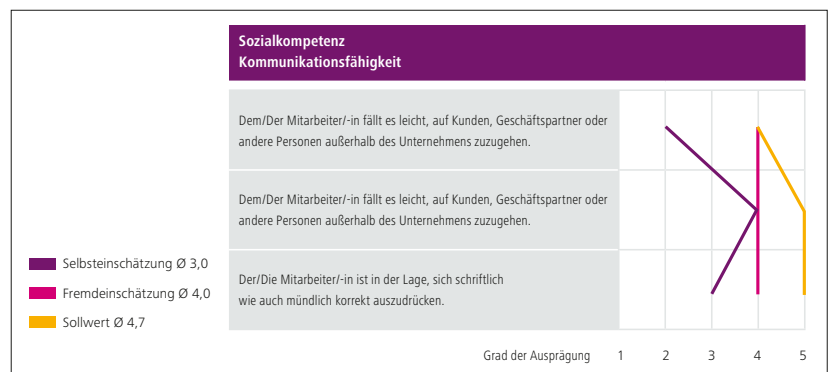 Sozialkompetenz
Kommunikationsfähigkeit
Dem/Der Mitarbeiter/-in fällt es leicht, auf Kunden, Geschäftspartner oder
andere Personen außerhalb des Unternehmens zuzugehen.
Dem/Der Mitarbeiter/-in fällt es leicht, auf Kunden, Geschäftspartner oder
andere Personen außerhalb des Unternehmens zuzugehen.
Der/Die Mitarbeiter/-in ist in der Lage, sich schriftlich
wie auch mündlich korrekt auszudrücken.
Selbsteinschätzung Ø 3,0
Fremdeinschätzung Ø 4,0
Sollwert Ø 4,7
Grad der Ausprägung 1 2 3 4 5